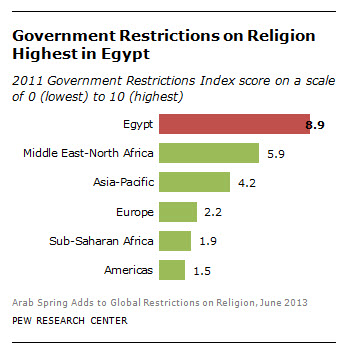 Government Restrictions on Religion
Highest in Egypt
2011 Government Restrictions Index score on a scale
of 0 (lowest) to 10 (highest)
Egypt 8.9
Middle East-North Africa 5.9
Asia-Pacific 4.2
Europe 2.2
Sub-Saharan Africa 1.9
Americas 1.5
Arab Spring Adds to Global Restrictions on Religion, June 2013
PEW RESEARCH CENTER